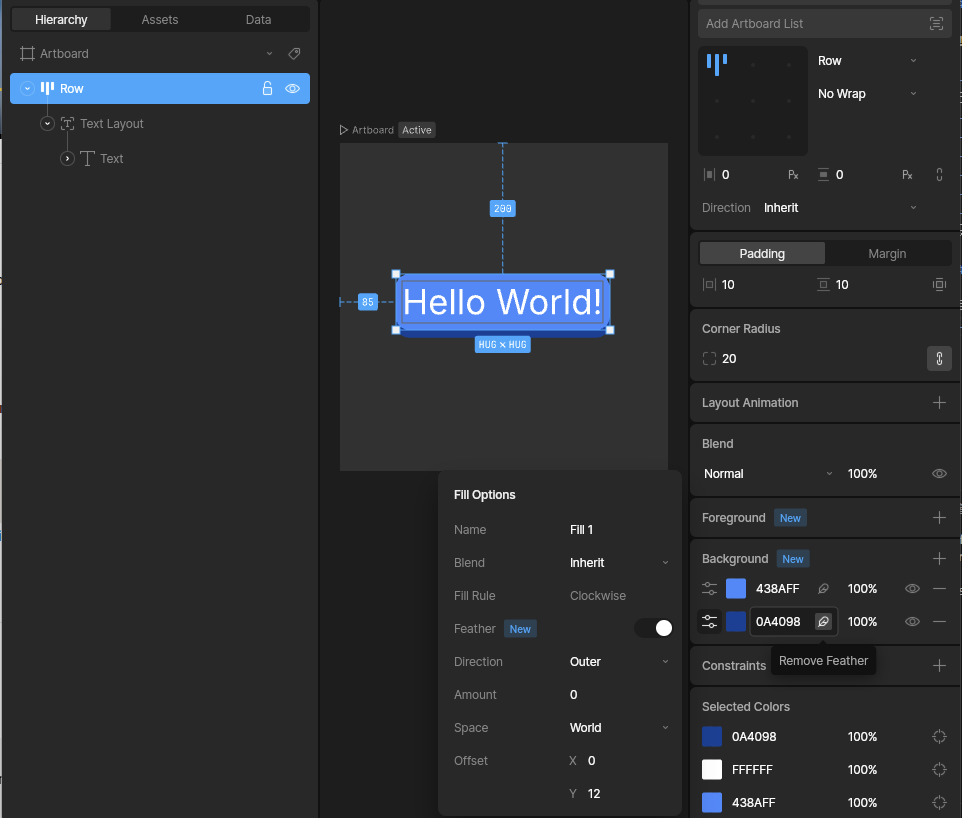 Hierarchy
Assets
Data
Artboard
Row
Text Layout
Text
Artboard Active
200
85
Hello World!
HUG × HUG
Fill Options
Name Fill 1
Blend Inherit
Fill Rule Clockwise
Feather New
Direction Outer
Amount 0
Space World
Offset X 0
Y 12
Add Artboard List
Row
No Wrap
0 Px 0 Px
Direction Inherit
Padding Margin
10 10
Corner Radius
20
Layout Animation
Blend
Normal 100%
Foreground New
Background New
438AFF 100%
0A4098 100%
Constraints
Remove Feather
Selected Colors
0A4098 100%
FFFFFF 100%
438AFF 100%